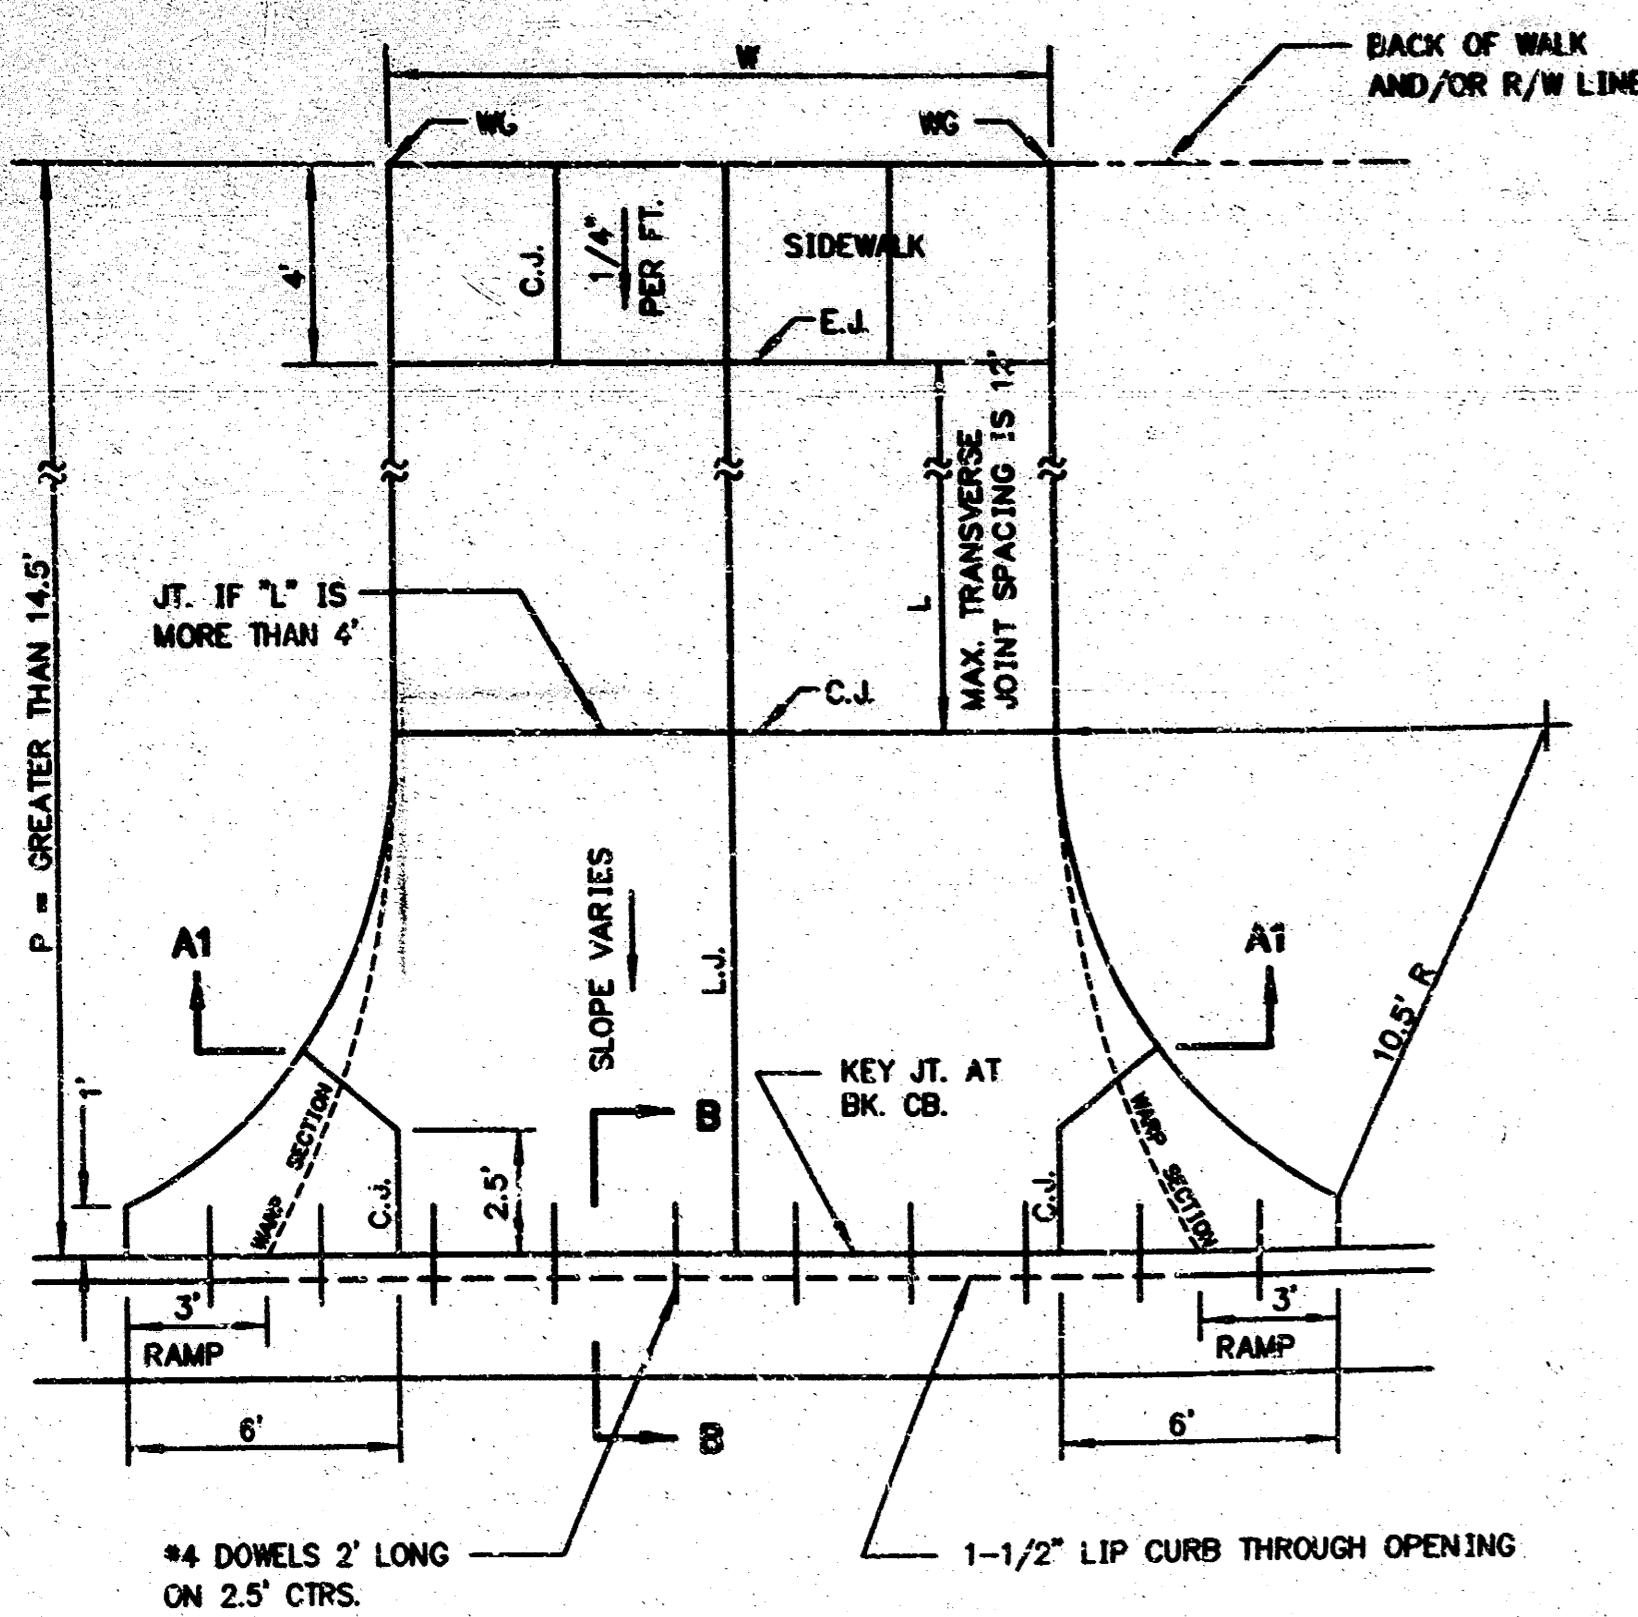 W
BACK OF WALK
AND/OR R/W LINE
WG
WG
4'
C.J.
1/4"
PER FT.
SIDEWALK
E.J.
MAX. TRANSVERSE
JOINT SPACING IS 12'
L
JT. IF "L" IS
MORE THAN 4'
C.J.
P = GREATER THAN 14.5'
SLOPE VARIES
L.J.
A1
A1
10.5' R
1'
WARP SECTION
C.J.
2.5'
B
KEY JT. AT
BK. CB.
C.J.
WARP SECTION
3'
RAMP
3'
RAMP
6'
B
6'
#4 DOWELS 2' LONG
ON 2.5' CTRS.
1-1/2" LIP CURB THROUGH OPENING